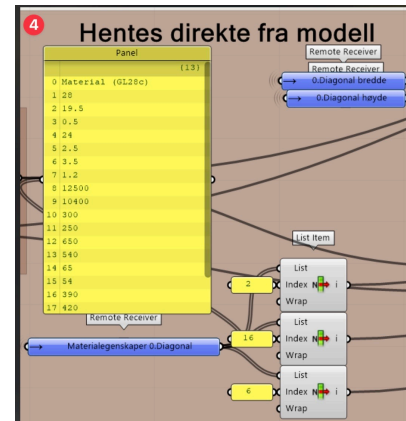 4
Hentes direkte fra modell
Panel
{13}
0 Material (GL28c)
1 28
2 19.5
3 0.5
4 24
5 2.5
6 3.5
7 1.2
8 12500
9 10400
10 300
11 250
12 650
13 540
14 65
15 54
16 390
17 420
Remote Receiver
Remote Receiver
0.Diagonal bredde
0.Diagonal høyde
List Item
List
2
Index
N
i
Wrap
List
16
Index
N
i
Wrap
Remote Receiver
Materialegenskaper 0.Diagonal
List
6
Index
N
i
Wrap